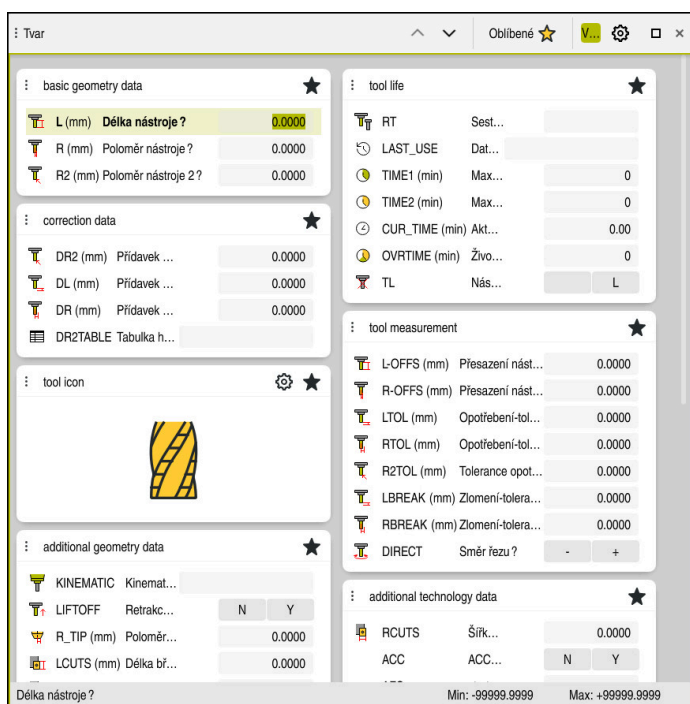 Tvar
Oblíbené
V...
basic geometry data
L (mm) Délka nástroje? 0.0000
R (mm) Poloměr nástroje? 0.0000
R2 (mm) Poloměr nástroje 2? 0.0000
correction data
DR2 (mm) Přídavek ... 0.0000
DL (mm) Přídavek ... 0.0000
DR (mm) Přídavek ... 0.0000
DR2TABLE Tabulka h...
tool icon
additional geometry data
KINEMATIC Kinemat...
LIFTOFF Retrakc... N Y
R_TIP (mm) Poloměr... 0.0000
LCUTS (mm) Délka bř... 0.0000
tool life
RT Sest...
LAST_USE Dat...
TIME1 (min) Max... 0
TIME2 (min) Max... 0
CUR_TIME (min) Akt... 0.00
OVRTIME (min) Živo... 0
TL Nás... L
tool measurement
L-OFFS (mm) Přesazení nást... 0.0000
R-OFFS (mm) Přesazení nást... 0.0000
LTOL (mm) Opotřebení-tol... 0.0000
RTOL (mm) Opotřebení-tol... 0.0000
R2TOL (mm) Tolerance opot... 0.0000
LBREAK (mm) Zlomení-tolera... 0.0000
RBREAK (mm) Zlomení-tolera... 0.0000
DIRECT Směr řezu? - +
additional technology data
RCUTS Šířk... 0.0000
ACC ACC... N Y
Délka nástroje? Min: -99999.9999 Max: +99999.9999